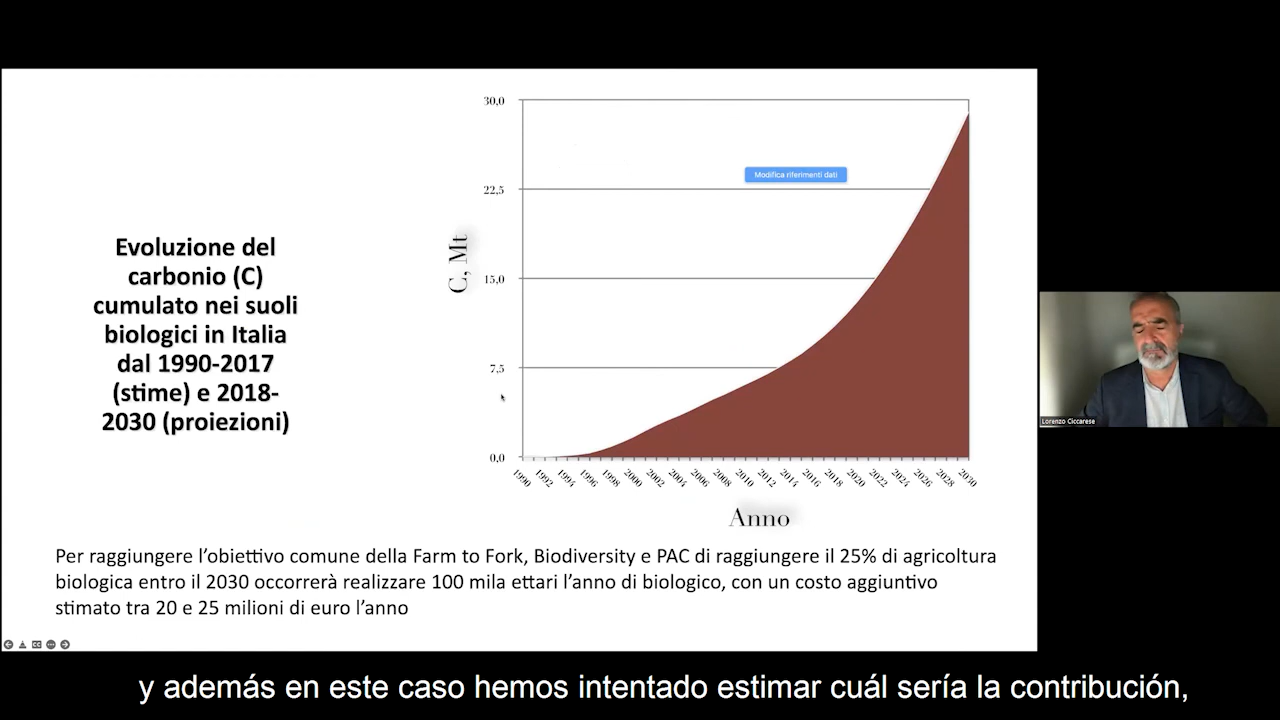 Evoluzione del
carbonio (C)
cumulato nei suoli
biologici in Italia
dal 1990-2017
(stime) e 2018-
2030 (proiezioni)
30,0
22,5
15,0
7,5
0,0
C, Mt
Modifica riferimenti dati
1990 1992 1994 1996 1998 2000 2002 2004 2006 2008 2010 2012 2014 2016 2018 2020 2022 2024 2026 2028 2030
Anno
Per raggiungere l’obiettivo comune della Farm to Fork, Biodiversity e PAC di raggiungere il 25% di agricoltura
biologica entro il 2030 occorrerà realizzare 100 mila ettari l’anno di biologico, con un costo aggiuntivo
stimato tra 20 e 25 milioni di euro l’anno
Lorenzo Ciccarese
y además en este caso hemos intentado estimar cuál sería la contribución,